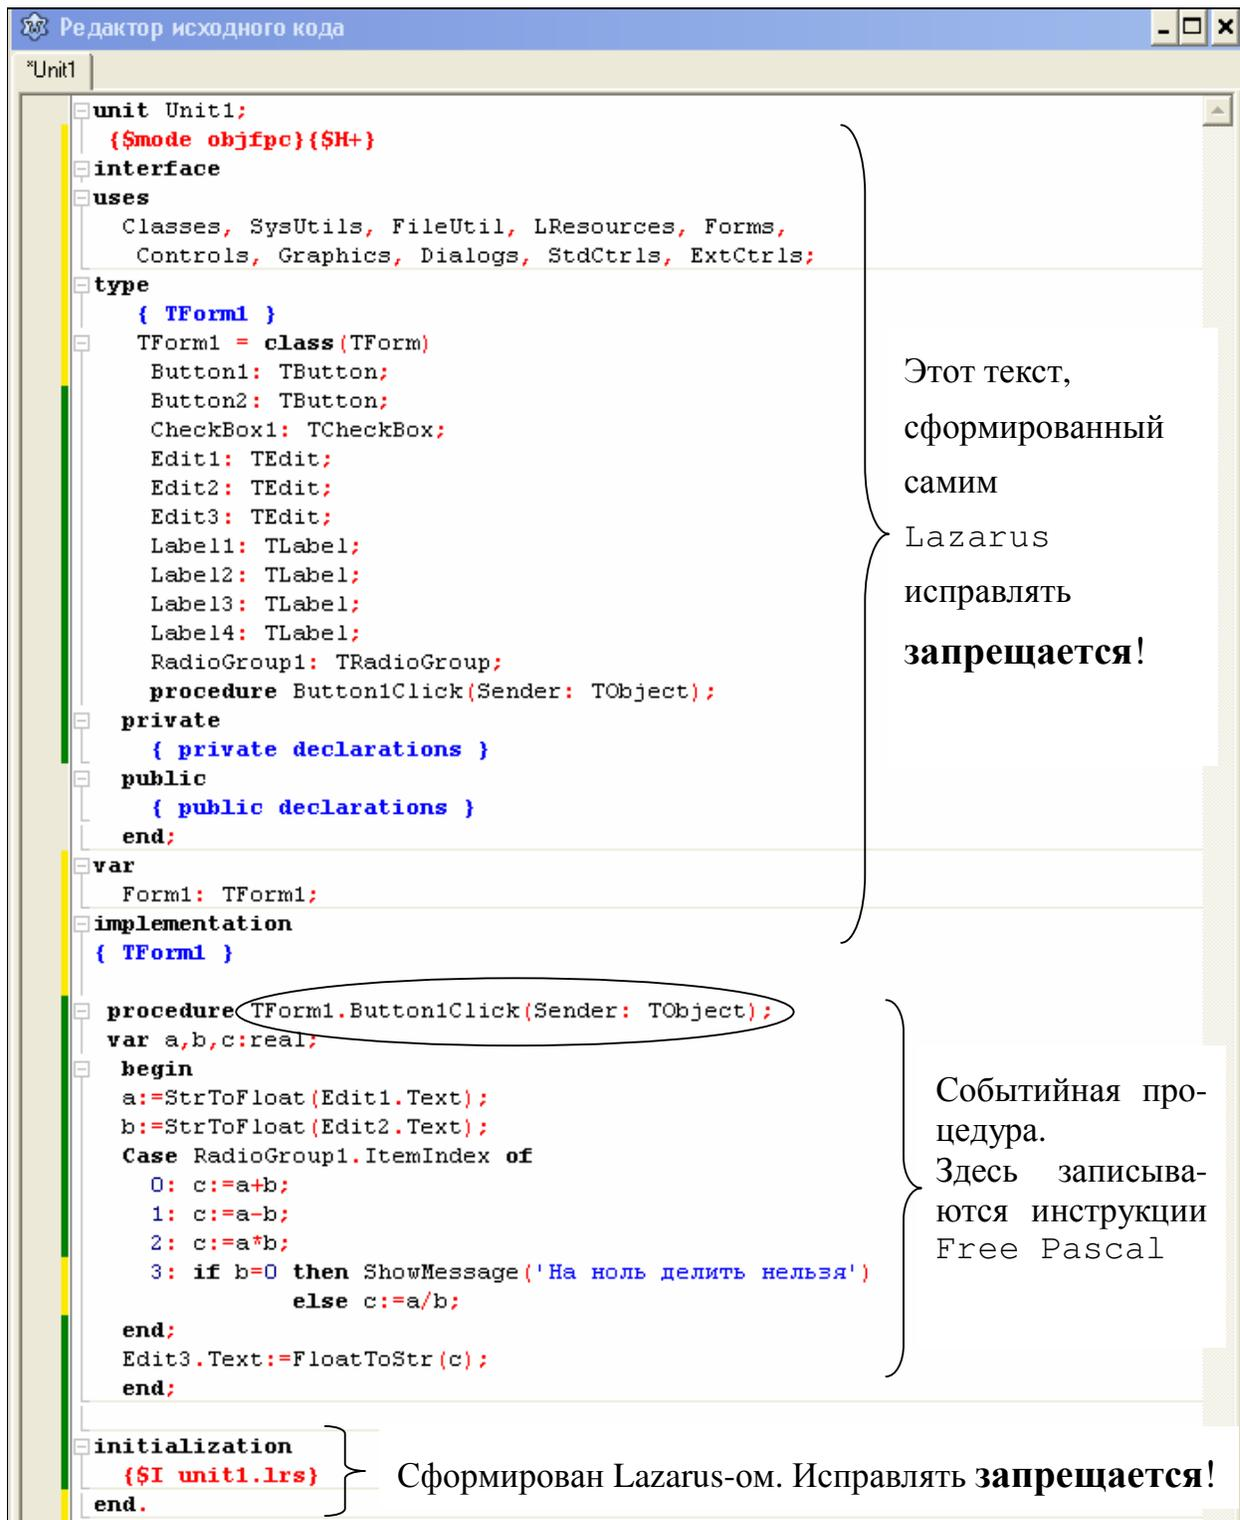 Редактор исходного кода
*Unit1
unit Unit1;
{$mode objfpc}{$H+}
interface
uses
Classes, SysUtils, FileUtil, LResources, Forms,
Controls, Graphics, Dialogs, StdCtrls, ExtCtrls;
type
{ TForm1 }
TForm1 = class(TForm)
Button1: TButton;
Button2: TButton;
CheckBox1: TCheckBox;
Edit1: TEdit;
Edit2: TEdit;
Edit3: TEdit;
Label1: TLabel;
Label2: TLabel;
Label3: TLabel;
Label4: TLabel;
RadioGroup1: TRadioGroup;
procedure Button1Click(Sender: TObject);
private
{ private declarations }
public
{ public declarations }
end;
var
Form1: TForm1;
implementation
{ TForm1 }
Этот текст,
сформированный
самим
Lazarus
исправлять
запрещается!
procedure TForm1.Button1Click(Sender: TObject);
var a,b,c:real;
begin
a:=StrToFloat(Edit1.Text);
b:=StrToFloat(Edit2.Text);
Case RadioGroup1.ItemIndex of
0: c:=a+b;
1: c:=a-b;
2: c:=a*b;
3: if b=0 then ShowMessage('На ноль делить нельзя')
else c:=a/b;
end;
Edit3.Text:=FloatToStr(c);
end;
Событийная про-
цедура.
Здесь записыва-
ются инструкции
Free Pascal
initialization
{$I unit1.lrs}
end.
Сформирован Lazarus-ом. Исправлять запрещается!